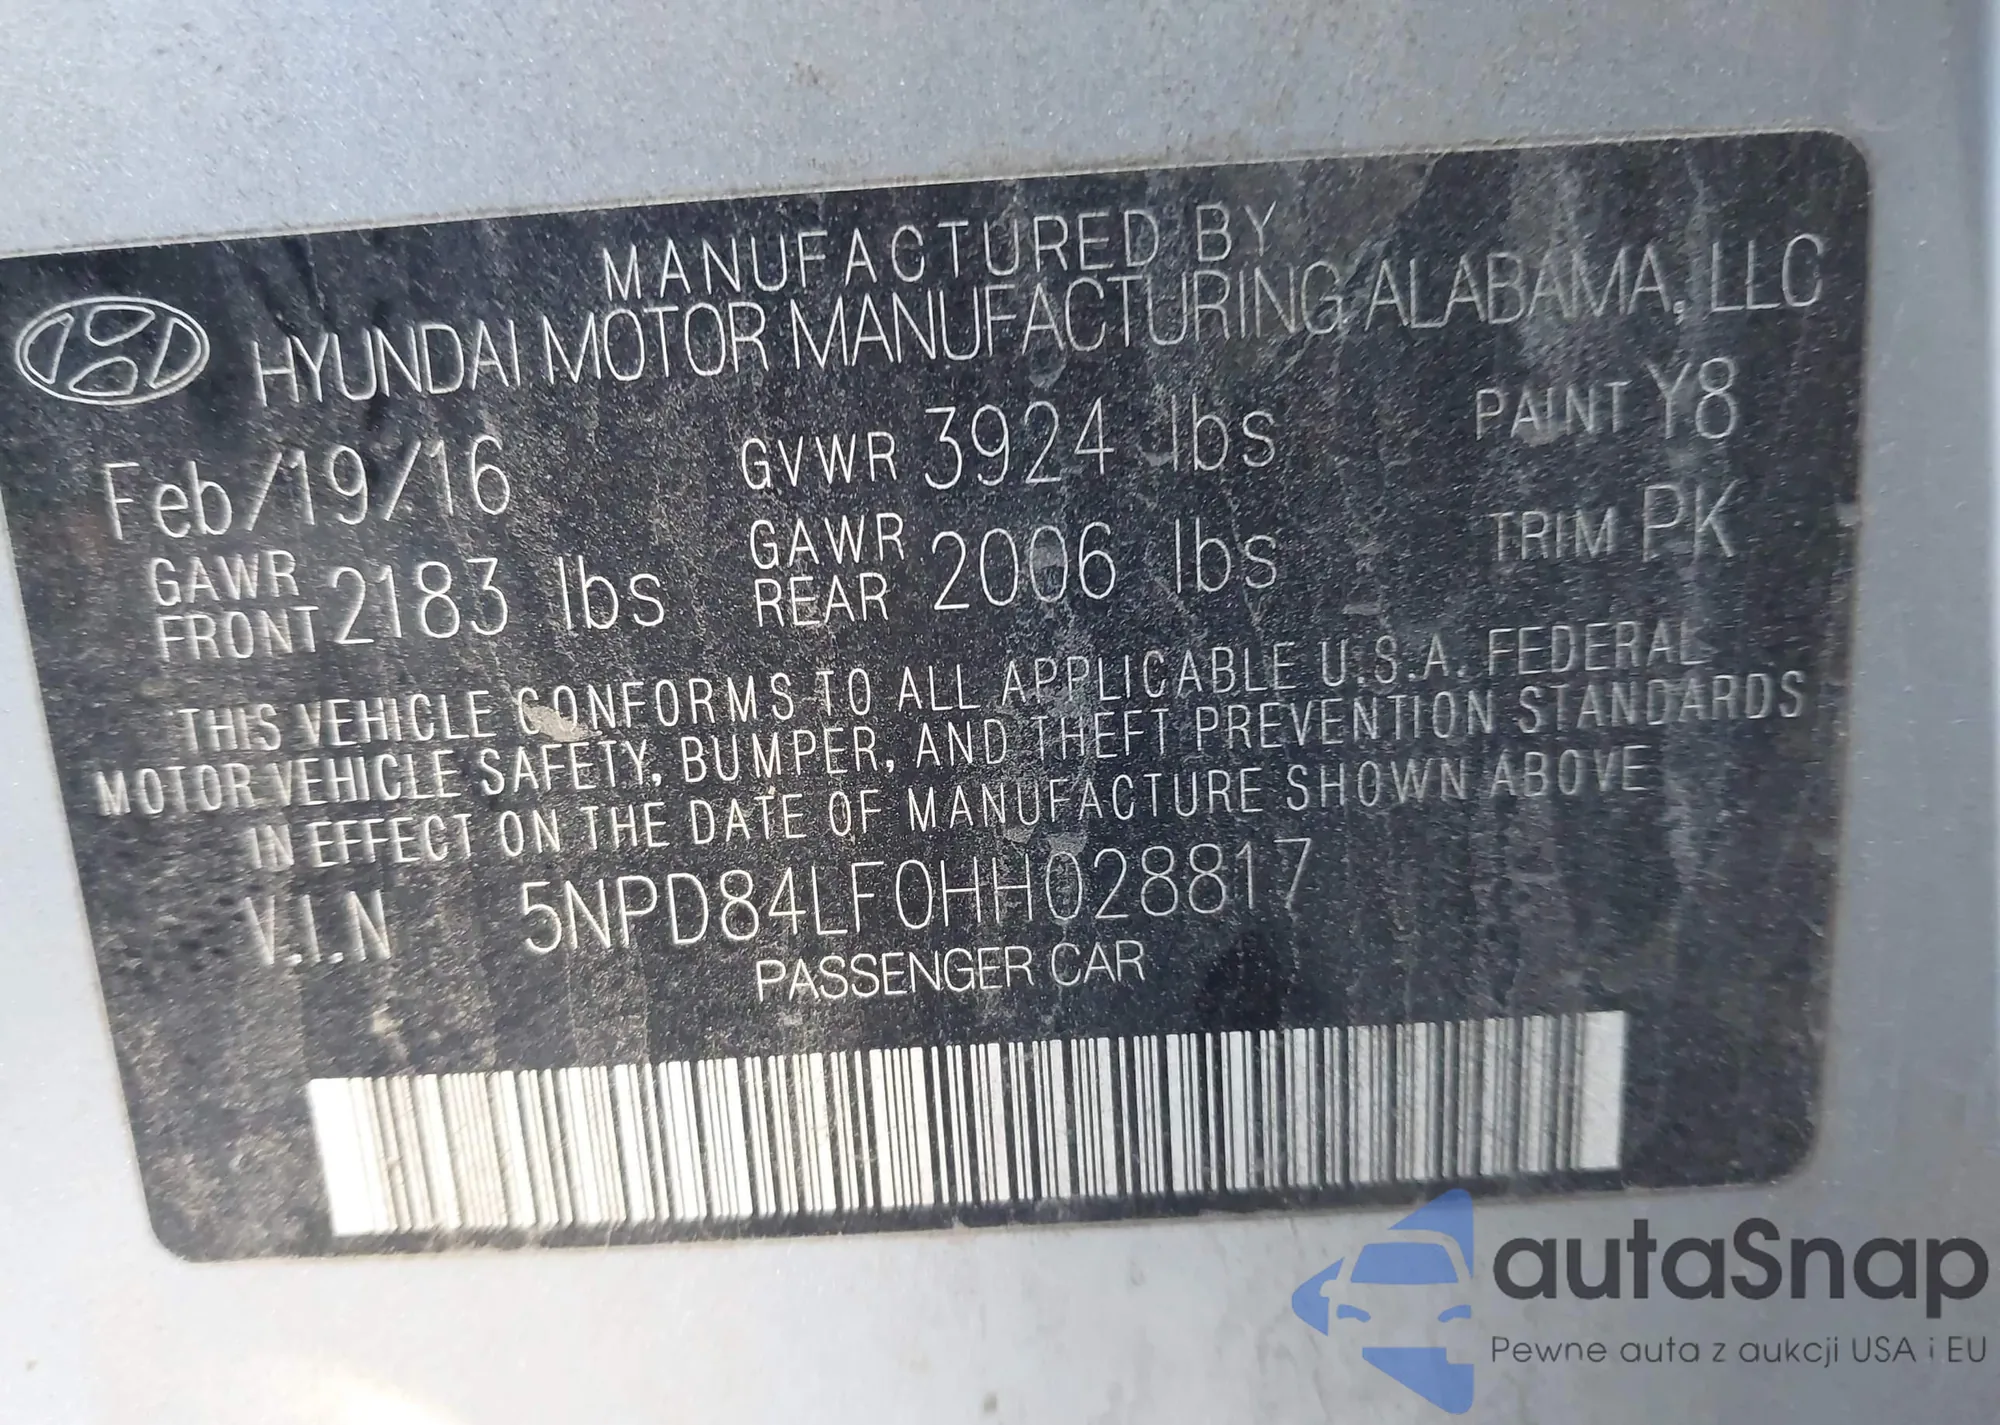 MANUFACTURED BY
HYUNDAI MOTOR MANUFACTURING ALABAMA, LLC
Feb/19/16 GVWR 3924 lbs PAINT Y8
GAWR FRONT 2183 lbs GAWR REAR 2006 lbs TRIM PK
THIS VEHICLE CONFORMS TO ALL APPLICABLE U.S.A. FEDERAL
MOTOR VEHICLE SAFETY, BUMPER, AND THEFT PREVENTION STANDARDS
IN EFFECT ON THE DATE OF MANUFACTURE SHOWN ABOVE
V.I.N 5NPD84LF0HH028817
PASSENGER CAR
autaSnap
Pewne auta z aukcji USA i EU